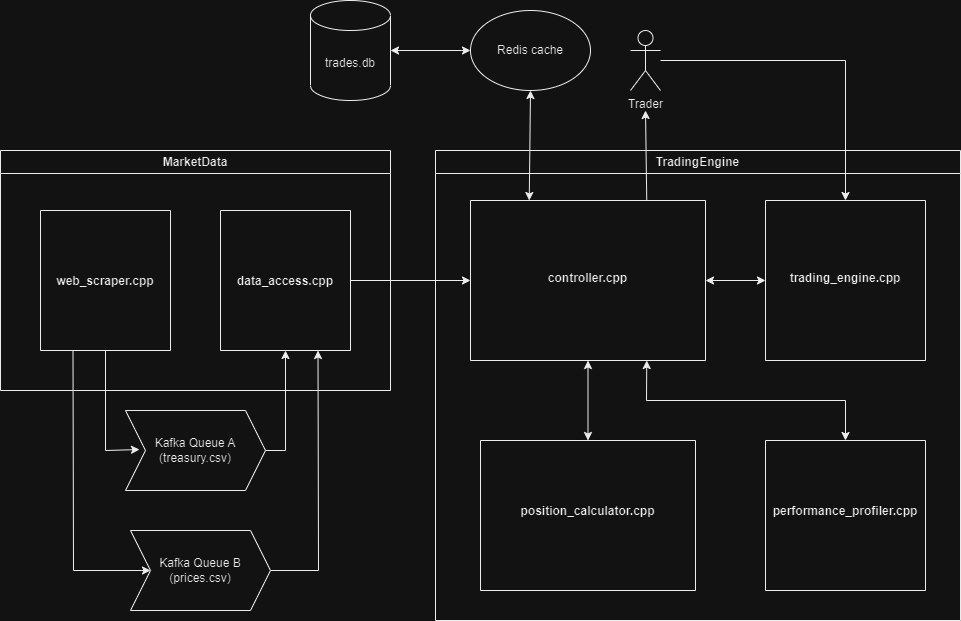 trades.db
Redis cache
Trader
MarketData
TradingEngine
web_scraper.cpp
data_access.cpp
controller.cpp
trading_engine.cpp
Kafka Queue A
(treasury.csv)
Kafka Queue B
(prices.csv)
position_calculator.cpp
performance_profiler.cpp